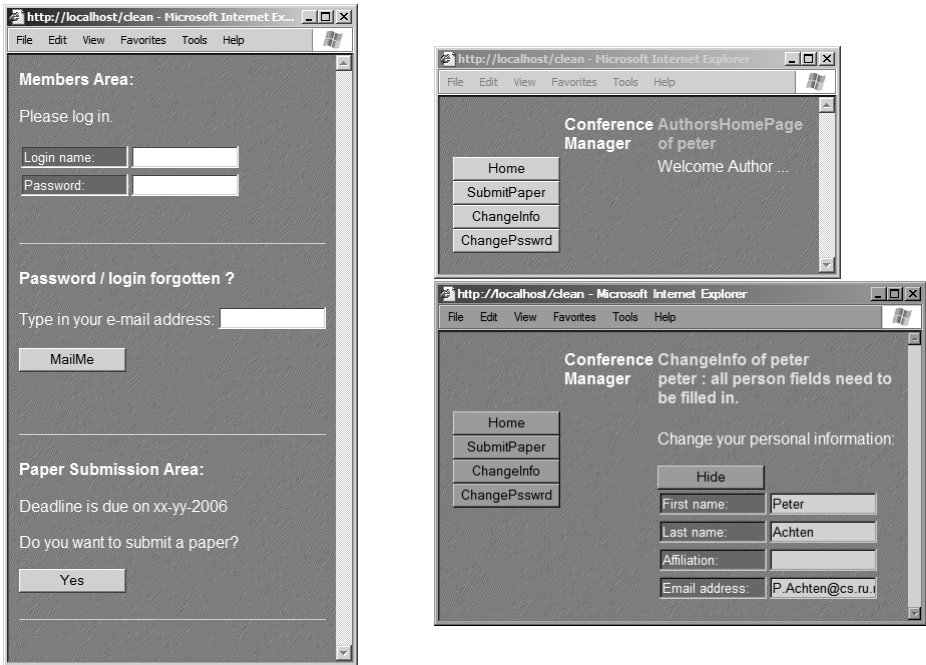 http://localhost/clean - Microsoft Internet Ex...
File Edit View Favorites Tools Help
Members Area:
Please log in.
Login name:
Password:
Password / login forgotten ?
Type in your e-mail address:
MailMe
Paper Submission Area:
Deadline is due on xx-yy-2006
Do you want to submit a paper?
Yes
http://localhost/clean - Microsoft Internet Explorer
File Edit View Favorites Tools Help
Conference Manager
AuthorsHomePage of peter
Welcome Author ...
Home
SubmitPaper
ChangeInfo
ChangePsswrd
http://localhost/clean - Microsoft Internet Explorer
File Edit View Favorites Tools Help
Conference Manager
ChangeInfo of peter
peter : all person fields need to
be filled in.
Home
SubmitPaper
ChangeInfo
ChangePsswrd
Change your personal information:
Hide
First name: Peter
Last name: Achten
Affiliation:
Email address: P.Achten@cs.ru.